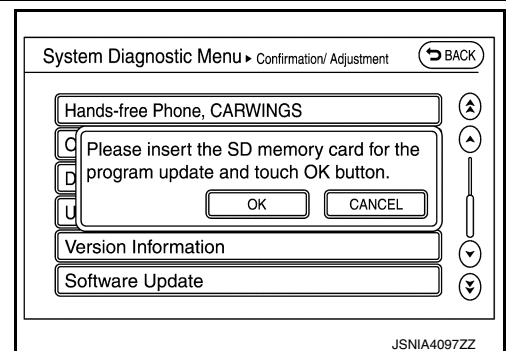 System Diagnostic Menu ▸ Confirmation/ Adjustment
BACK
Hands-free Phone, CARWINGS
Please insert the SD memory card for the
program update and touch OK button.
OK
CANCEL
Version Information
Software Update
JSNIA4097ZZ